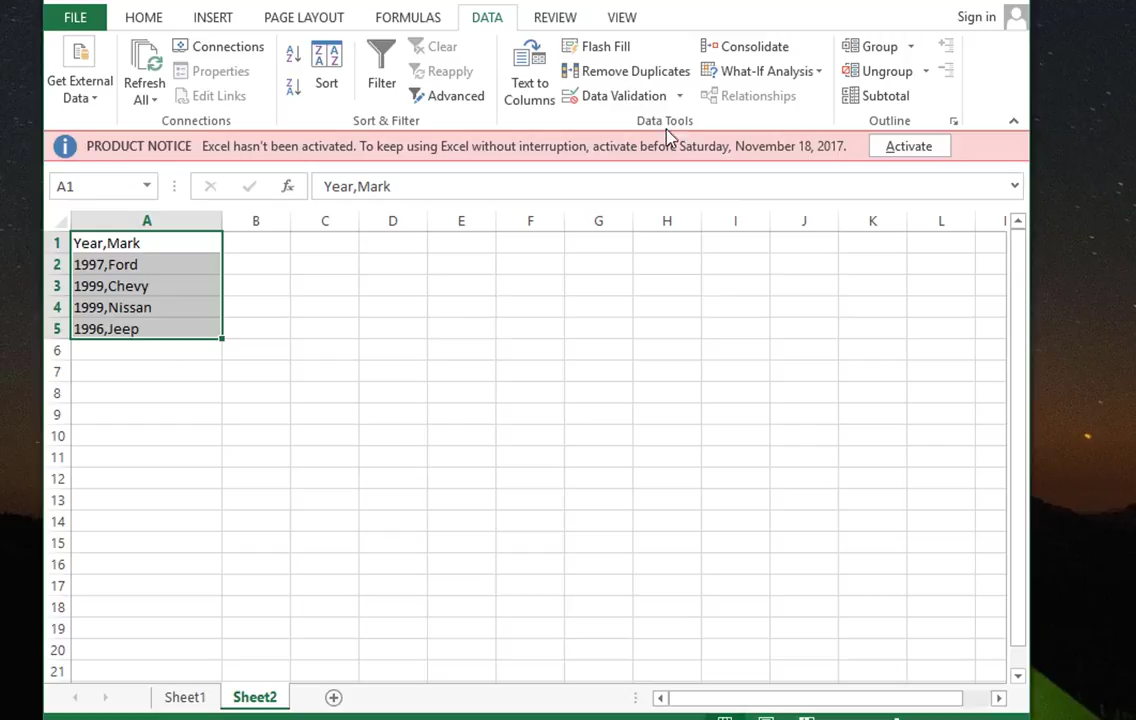 FILE HOME INSERT PAGE LAYOUT FORMULAS DATA REVIEW VIEW Sign in
Get External Data
Refresh All
Connections
Properties
Edit Links
Connections
A Z
Z A
Z A A Z
Sort
Filter
Clear
Reapply
Advanced
Sort & Filter
Text to Columns
Flash Fill
Remove Duplicates
Data Validation
Consolidate
What-If Analysis
Relationships
Data Tools
Group
Ungroup
Subtotal
Outline
PRODUCT NOTICE Excel hasn't been activated. To keep using Excel without interruption, activate before Saturday, November 18, 2017. Activate
A1 fx Year,Mark
A B C D E F G H I J K L
1 Year,Mark
2 1997,Ford
3 1999,Chevy
4 1999,Nissan
5 1996,Jeep
6
7
8
9
10
11
12
13
14
15
16
17
18
19
20
21
Sheet1 Sheet2